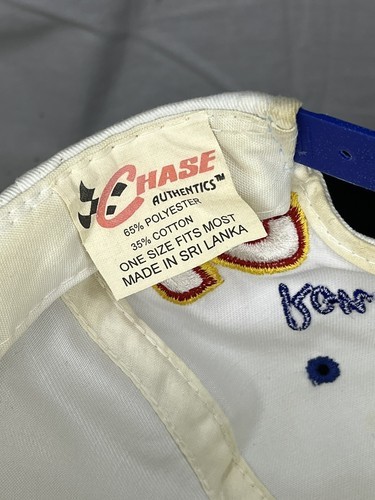 CHASE
AUTHENTICS™
65% POLYESTER
35% COTTON
ONE SIZE FITS MOST
MADE IN SRI LANKA